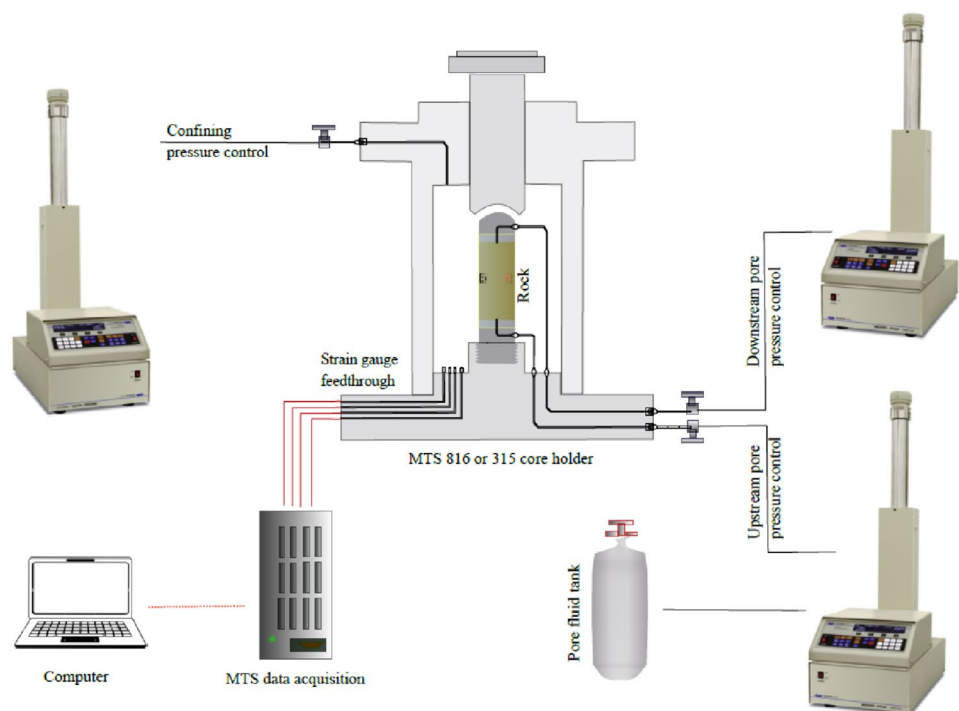 Confining
pressure control
Strain gauge
feedthrough
Rock
Downstream pore
pressure control
Upstream pore
pressure control
MTS 816 or 315 core holder
Pore fluid tank
Computer
MTS data acquisition